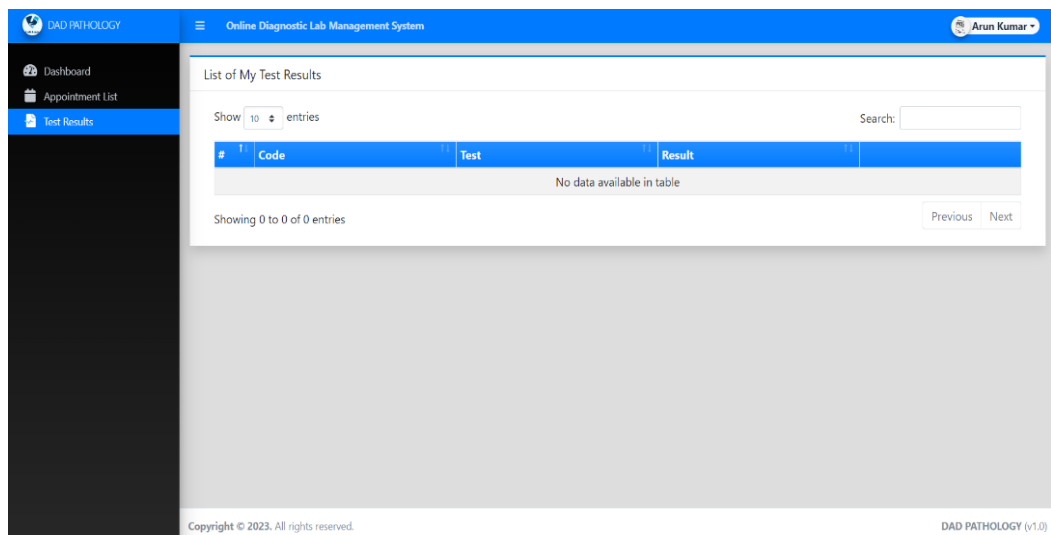 DAD PATHOLOGY
Online Diagnostic Lab Management System
Arun Kumar
Dashboard
Appointment List
Test Results
List of My Test Results
Show 10 entries
Search:
# Code Test Result
No data available in table
Showing 0 to 0 of 0 entries
Previous Next
Copyright © 2023. All rights reserved.
DAD PATHOLOGY (v1.0)